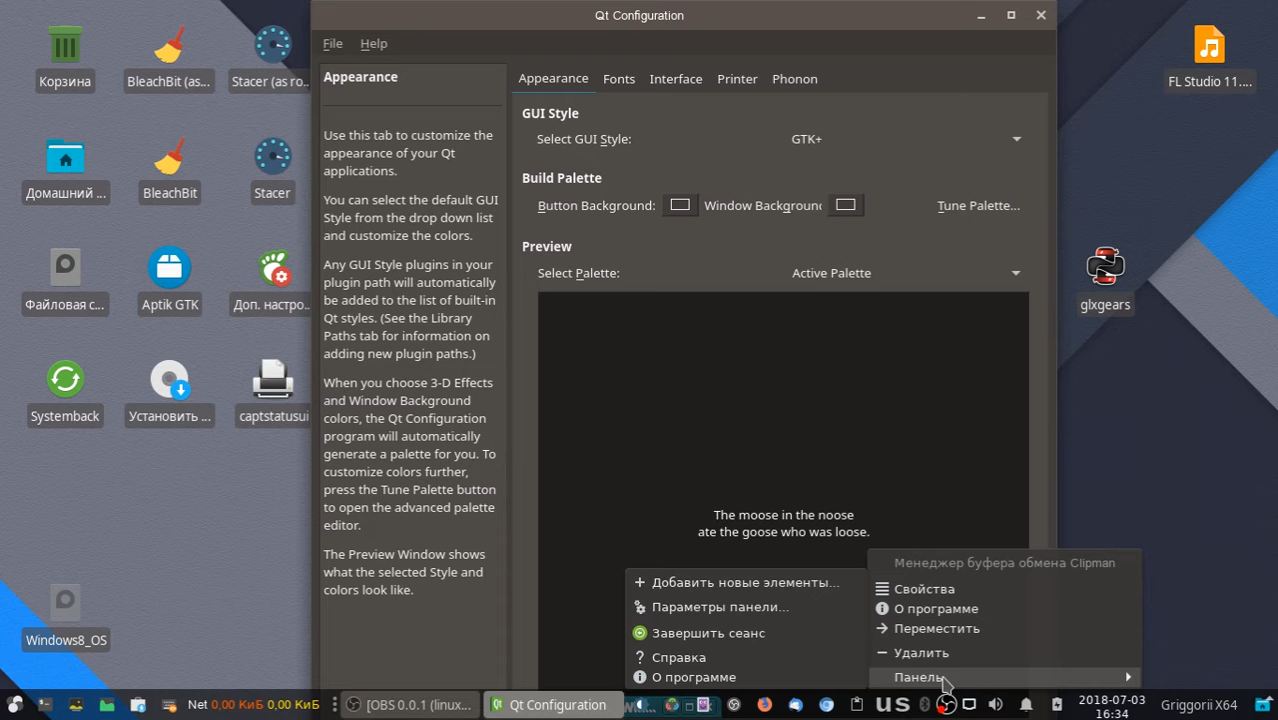 Qt Configuration
File Help
Appearance
Use this tab to customize the
appearance of your Qt
applications.
You can select the default GUI
Style from the drop down list
and customize the colors.
Any GUI Style plugins in your
plugin path will automatically
be added to the list of built-in
Qt styles. (See the Library
Paths tab for information on
adding new plugin paths.)
When you choose 3-D Effects
and Window Background
colors, the Qt Configuration
program will automatically
generate a palette for you. To
customize colors further,
press the Tune Palette button
to open the advanced palette
editor.
The Preview Window shows
what the selected Style and
colors look like.
Appearance Fonts Interface Printer Phonon
GUI Style
Select GUI Style: GTK+
Build Palette
Button Background: Window Background Tune Palette...
Preview
Select Palette: Active Palette
The moose in the noose
ate the goose who was loose.
Корзина
BleachBit (as...
Stacer (as ro...
Домашний ...
BleachBit
Stacer
Файловая с...
Aptik GTK
Доп. настро...
Systemback
Установить ...
captstatusui
Windows8_OS
FL Studio 11....
glxgears
Добавить новые элементы...
Параметры панели...
Завершить сеанс
Справка
О программе
Менеджер буфера обмена Clipman
Свойства
О программе
Переместить
Удалить
Панель
Net 0,00 КиБ 0,00 КиБ
[OBS 0.0.1 (linux...
Qt Configuration
us
2018-07-03
16:34
Griggorii X64